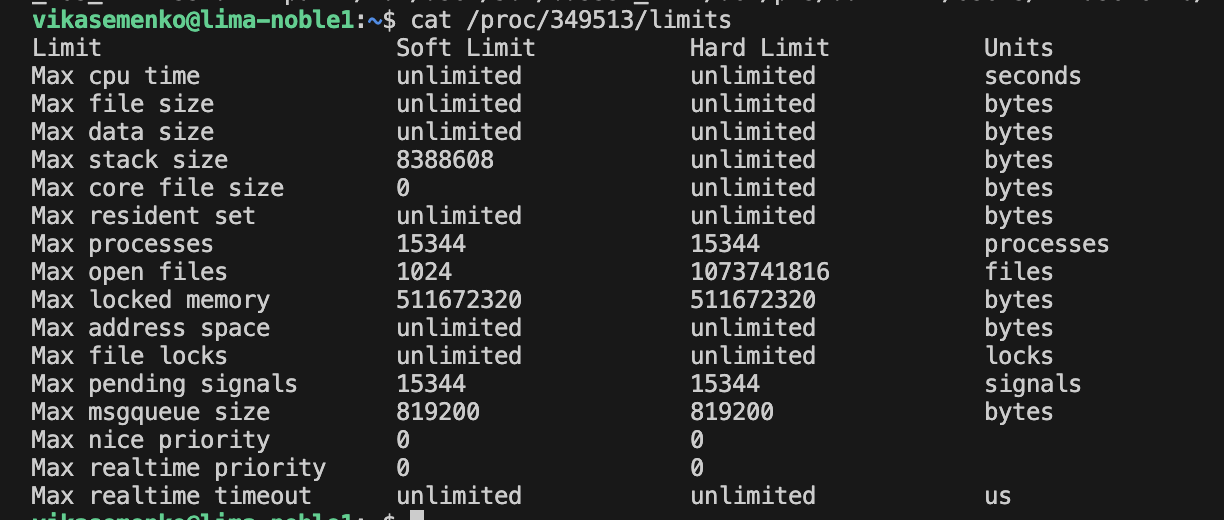 vikasemenko@lima-noble1:~$ cat /proc/349513/limits
Limit                     Soft Limit           Hard Limit           Units
Max cpu time              unlimited            unlimited            seconds
Max file size             unlimited            unlimited            bytes
Max data size             unlimited            unlimited            bytes
Max stack size            8388608              unlimited            bytes
Max core file size        0                    unlimited            bytes
Max resident set          unlimited            unlimited            bytes
Max processes             15344                15344                processes
Max open files            1024                 1073741816           files
Max locked memory         511672320            511672320            bytes
Max address space         unlimited            unlimited            bytes
Max file locks            unlimited            unlimited            locks
Max pending signals       15344                15344                signals
Max msgqueue size         819200               819200               bytes
Max nice priority         0                    0
Max realtime priority     0                    0
Max realtime timeout      unlimited            unlimited            us
vikasemenko@lima-noble1:~$